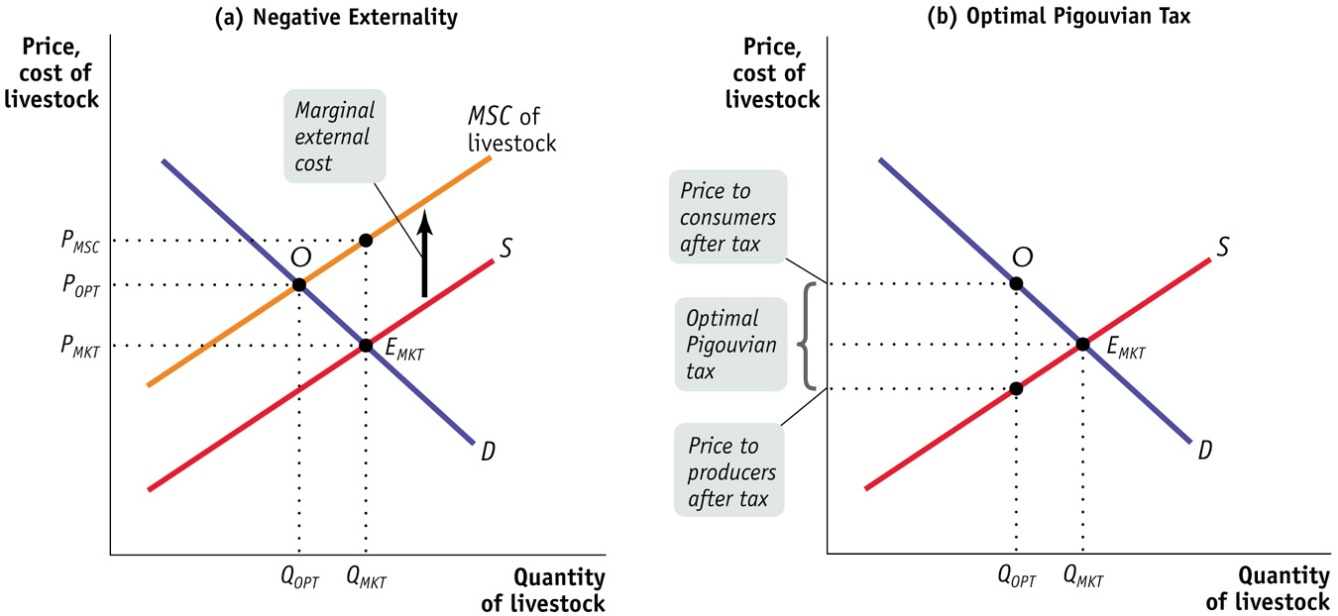 (a) Negative Externality
Price,
cost of
livestock
Marginal
external
cost
MSC of
livestock
P_MSC
O
S
P_OPT
P_MKT
E_MKT
D
Q_OPT
Q_MKT
Quantity
of livestock
(b) Optimal Pigouvian Tax
Price,
cost of
livestock
Price to
consumers
after tax
O
S
Optimal
Pigouvian
tax
E_MKT
Price to
producers
after tax
D
Q_OPT
Q_MKT
Quantity
of livestock